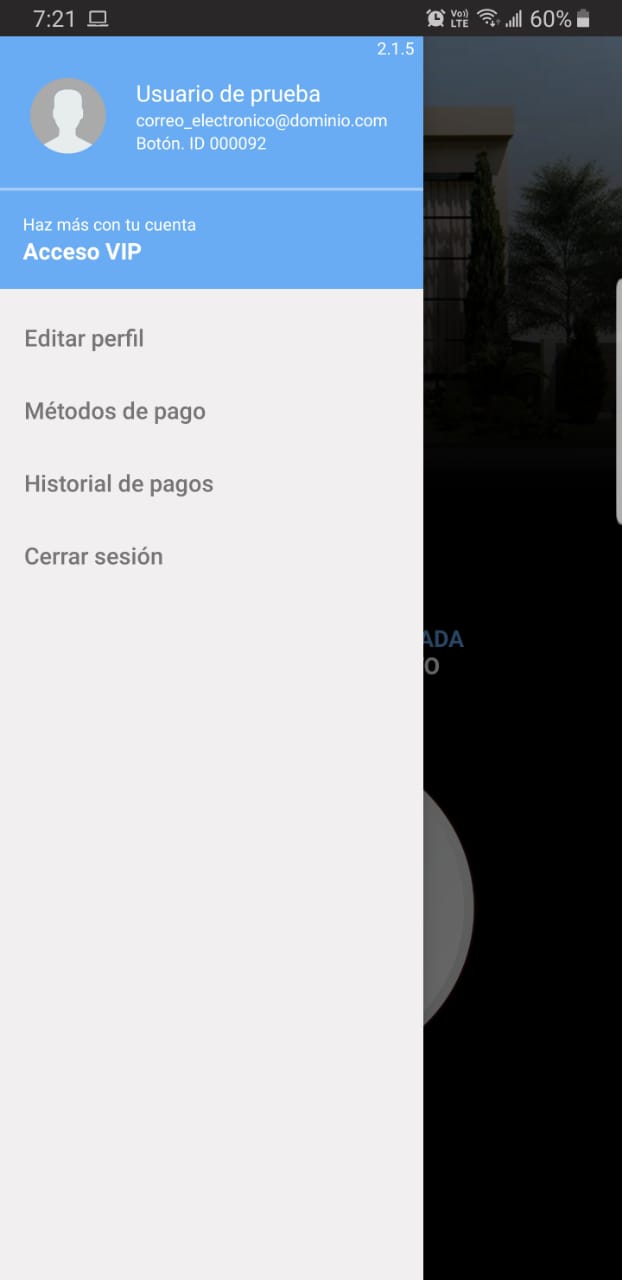 7:21
Vo))
LTE
60%
2.1.5
Usuario de prueba
correo_electronico@dominio.com
Botón. ID 000092
Haz más con tu cuenta
Acceso VIP
Editar perfil
Métodos de pago
Historial de pagos
Cerrar sesión
ADA
O